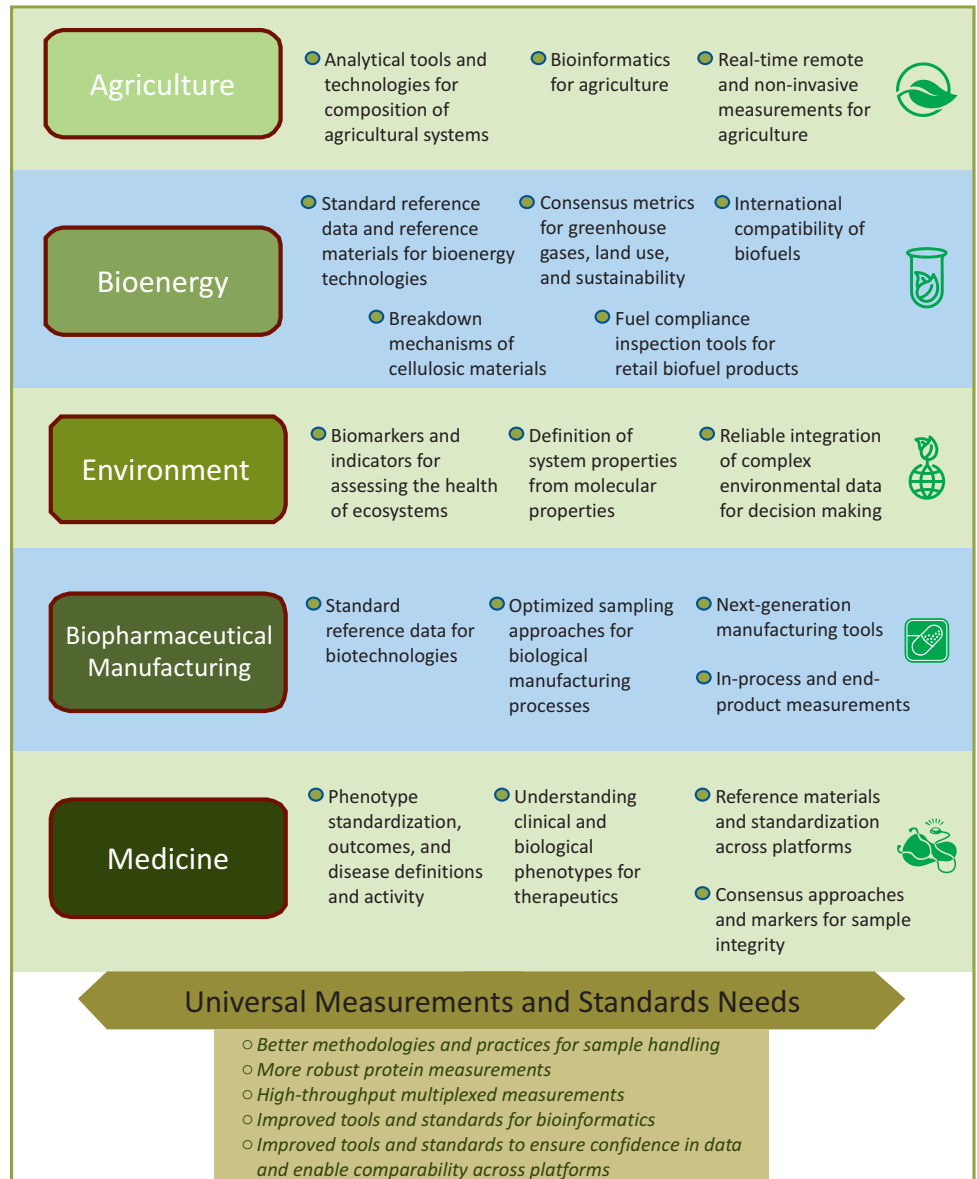 Agriculture
Analytical tools and
technologies for
composition of
agricultural systems
Bioinformatics
for agriculture
Real-time remote
and non-invasive
measurements for
agriculture
Bioenergy
Standard reference
data and reference
materials for bioenergy
technologies
Consensus metrics
for greenhouse
gases, land use,
and sustainability
International
compatibility of
biofuels
Breakdown
mechanisms of
cellulosic materials
Fuel compliance
inspection tools for
retail biofuel products
Environment
Biomarkers and
indicators for
assessing the health
of ecosystems
Definition of
system properties
from molecular
properties
Reliable integration
of complex
environmental data
for decision making
Biopharmaceutical
Manufacturing
Standard
reference data for
biotechnologies
Optimized sampling
approaches for
biological
manufacturing
processes
Next-generation
manufacturing tools
In-process and end-
product measurements
Medicine
Phenotype
standardization,
outcomes, and
disease definitions
and activity
Understanding
clinical and
biological
phenotypes for
therapeutics
Reference materials
and standardization
across platforms
Consensus approaches
and markers for sample
integrity
Universal Measurements and Standards Needs
Better methodologies and practices for sample handling
More robust protein measurements
High-throughput multiplexed measurements
Improved tools and standards for bioinformatics
Improved tools and standards to ensure confidence in data
and enable comparability across platforms